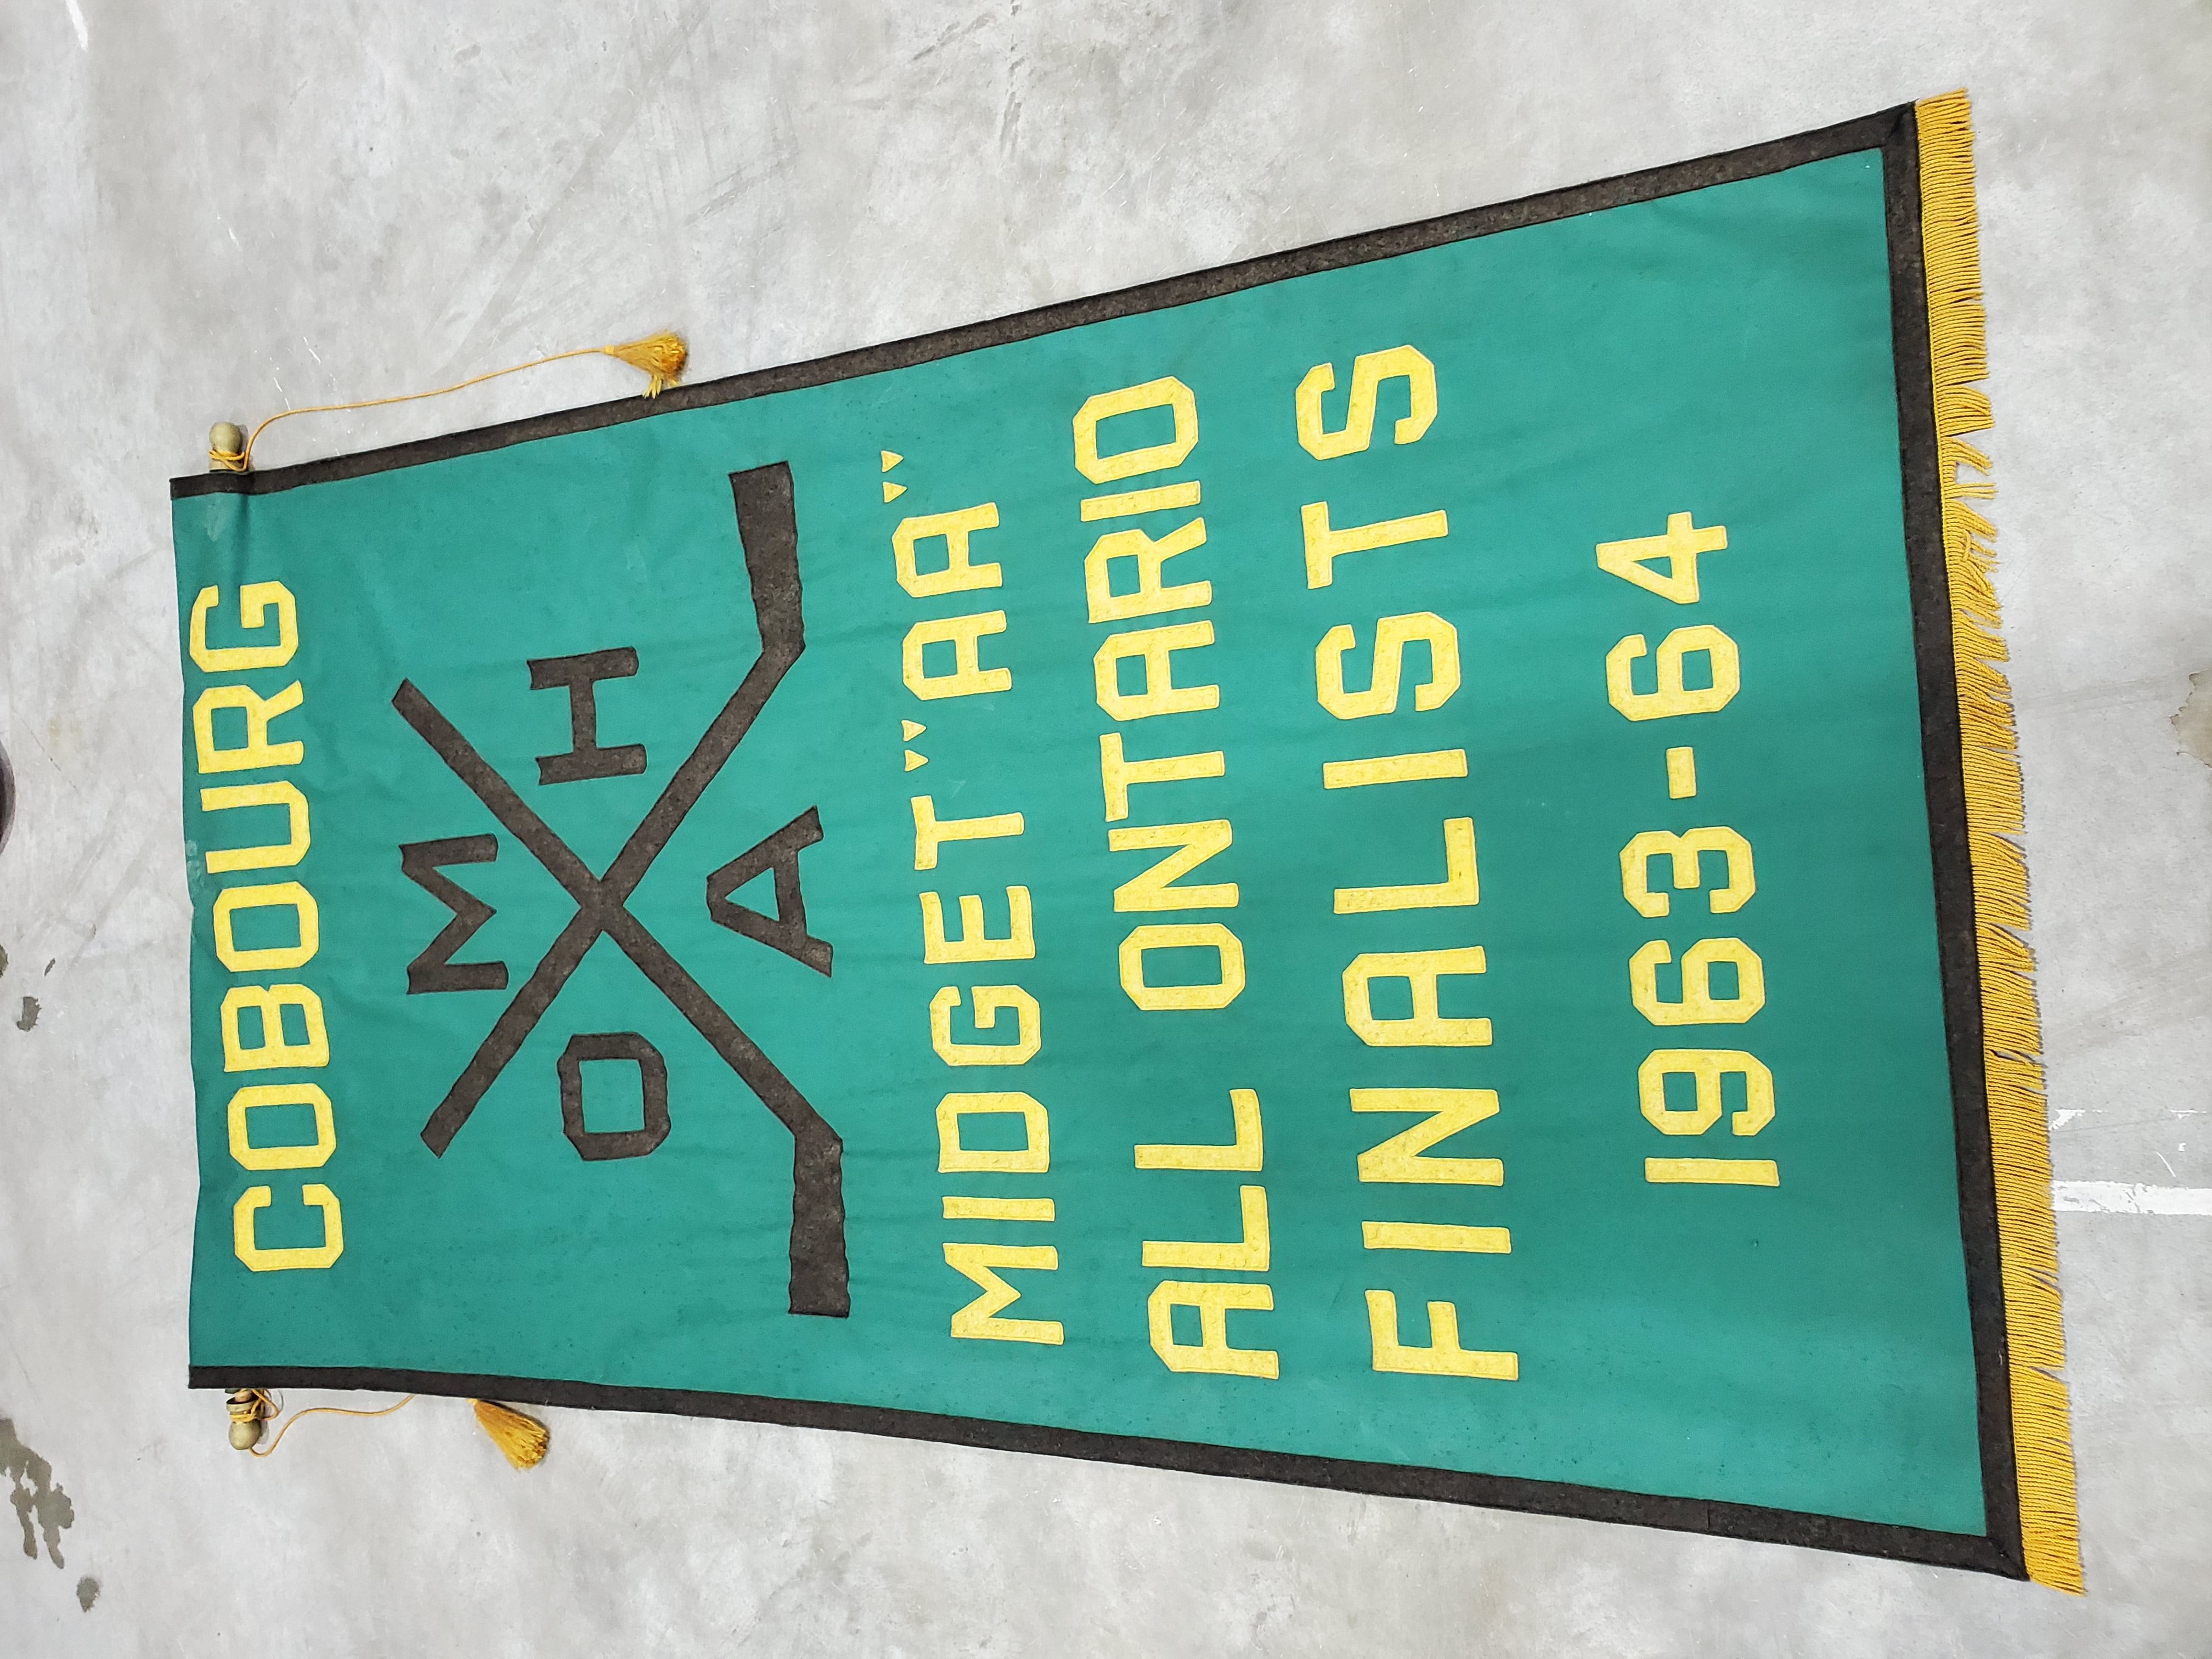 COBOURG
M
O H
A
MIDGET "AA"
ALL ONTARIO
FINALISTS
1963-64